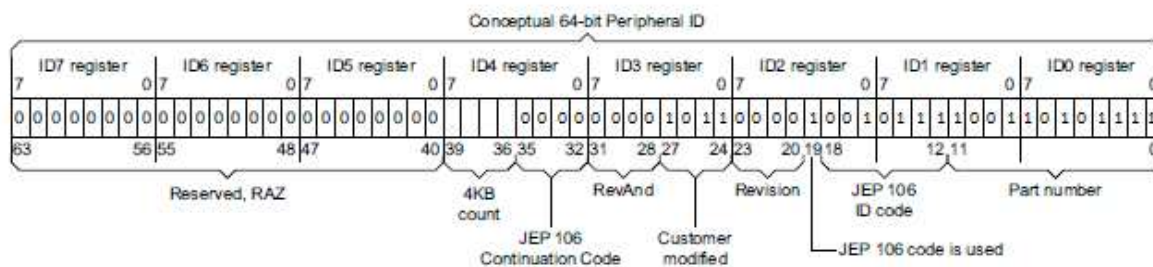 Conceptual 64-bit Peripheral ID
ID7 register ID6 register ID5 register ID4 register ID3 register ID2 register ID1 register ID0 register
7 0 7 0 7 0 7 0 7 0 7 0 7 0 7 0
0 0 0 0 0 0 0 0 0 0 0 0 0 0 0 0 0 0 0 0 0 0 0 0 0 0 0 0 0 0 0 0 1 0 1 1 0 0 0 0 1 0 0 1 0 1 1 1 1 0 0 1 1 0 1 0 1 1 1 1
63 56 55 48 47 40 39 36 35 32 31 28 27 24 23 20 19 18 12 11 0
Reserved, RAZ
4KB
count
RevAnd
Revision
JEP 106
ID code
Part number
JEP 106
Continuation Code
Customer
modified
JEP 106 code is used